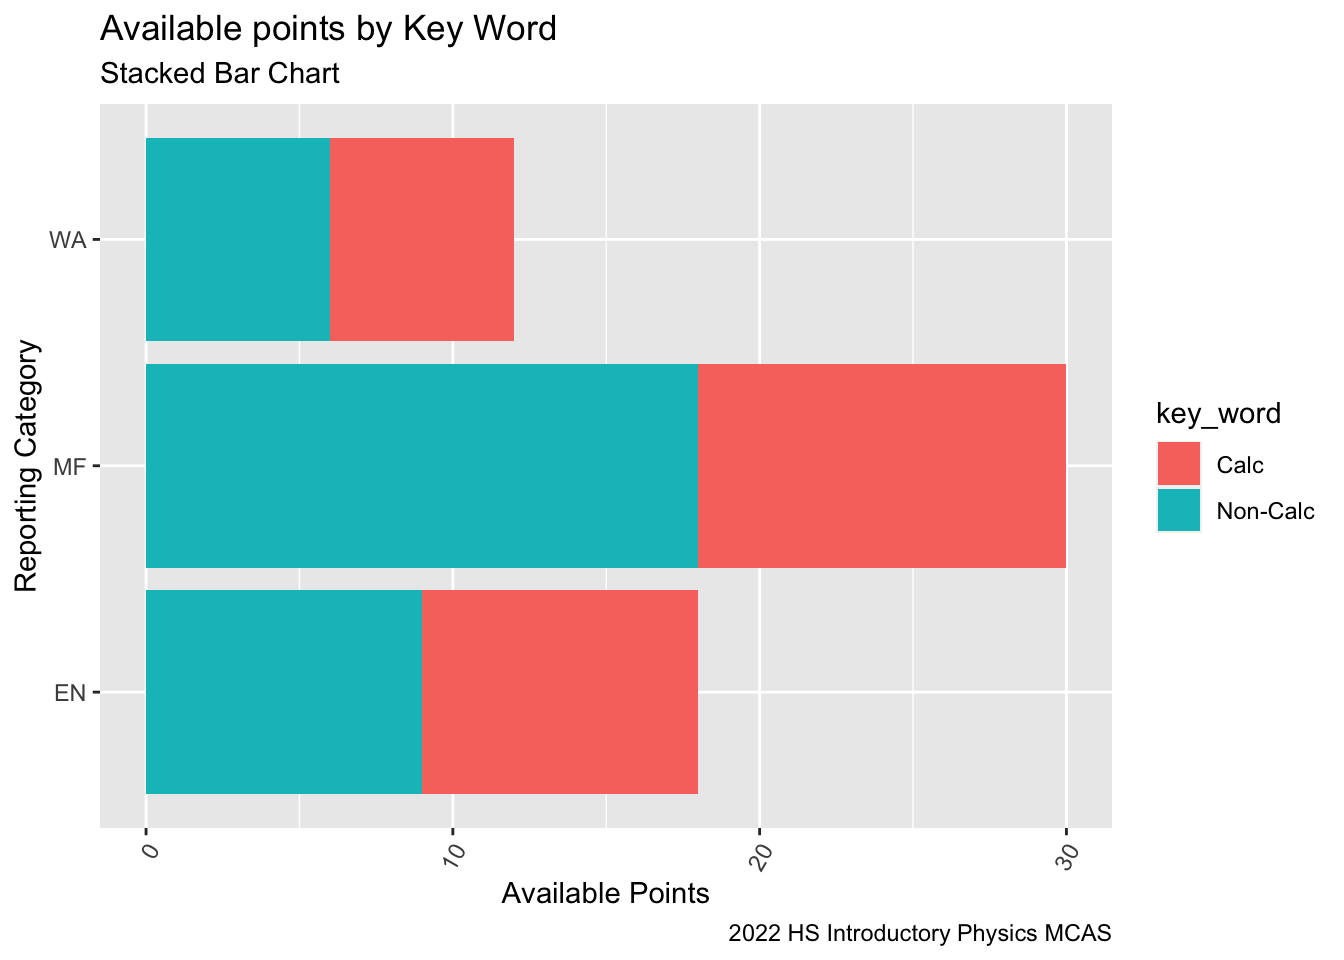 Available points by Key Word
Stacked Bar Chart
Reporting Category
WA
MF
EN
0
10
20
30
Available Points
key_word
Calc
Non-Calc
2022 HS Introductory Physics MCAS